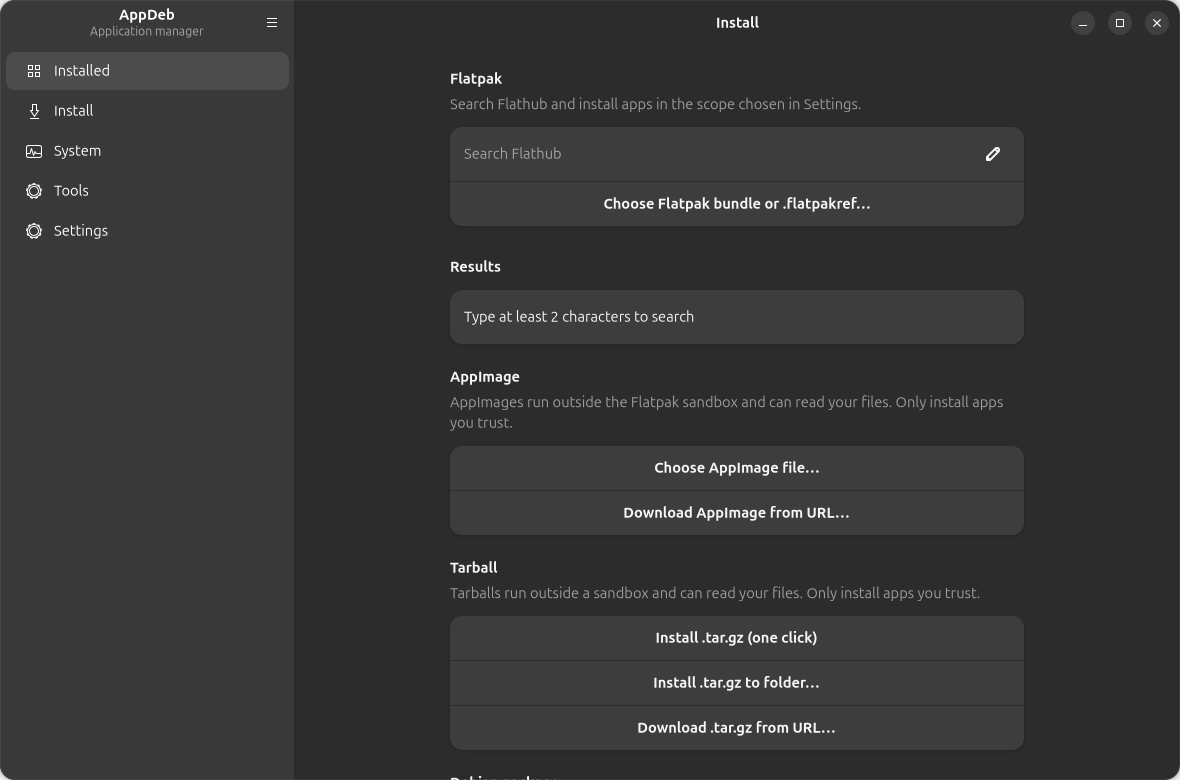 AppDeb
Application manager
Installed
Install
System
Tools
Settings
Install
Flatpak
Search Flathub and install apps in the scope chosen in Settings.
Search Flathub
Choose Flatpak bundle or .flatpakref…
Results
Type at least 2 characters to search
AppImage
AppImages run outside the Flatpak sandbox and can read your files. Only install apps
you trust.
Choose AppImage file…
Download AppImage from URL…
Tarball
Tarballs run outside a sandbox and can read your files. Only install apps you trust.
Install .tar.gz (one click)
Install .tar.gz to folder…
Download .tar.gz from URL…